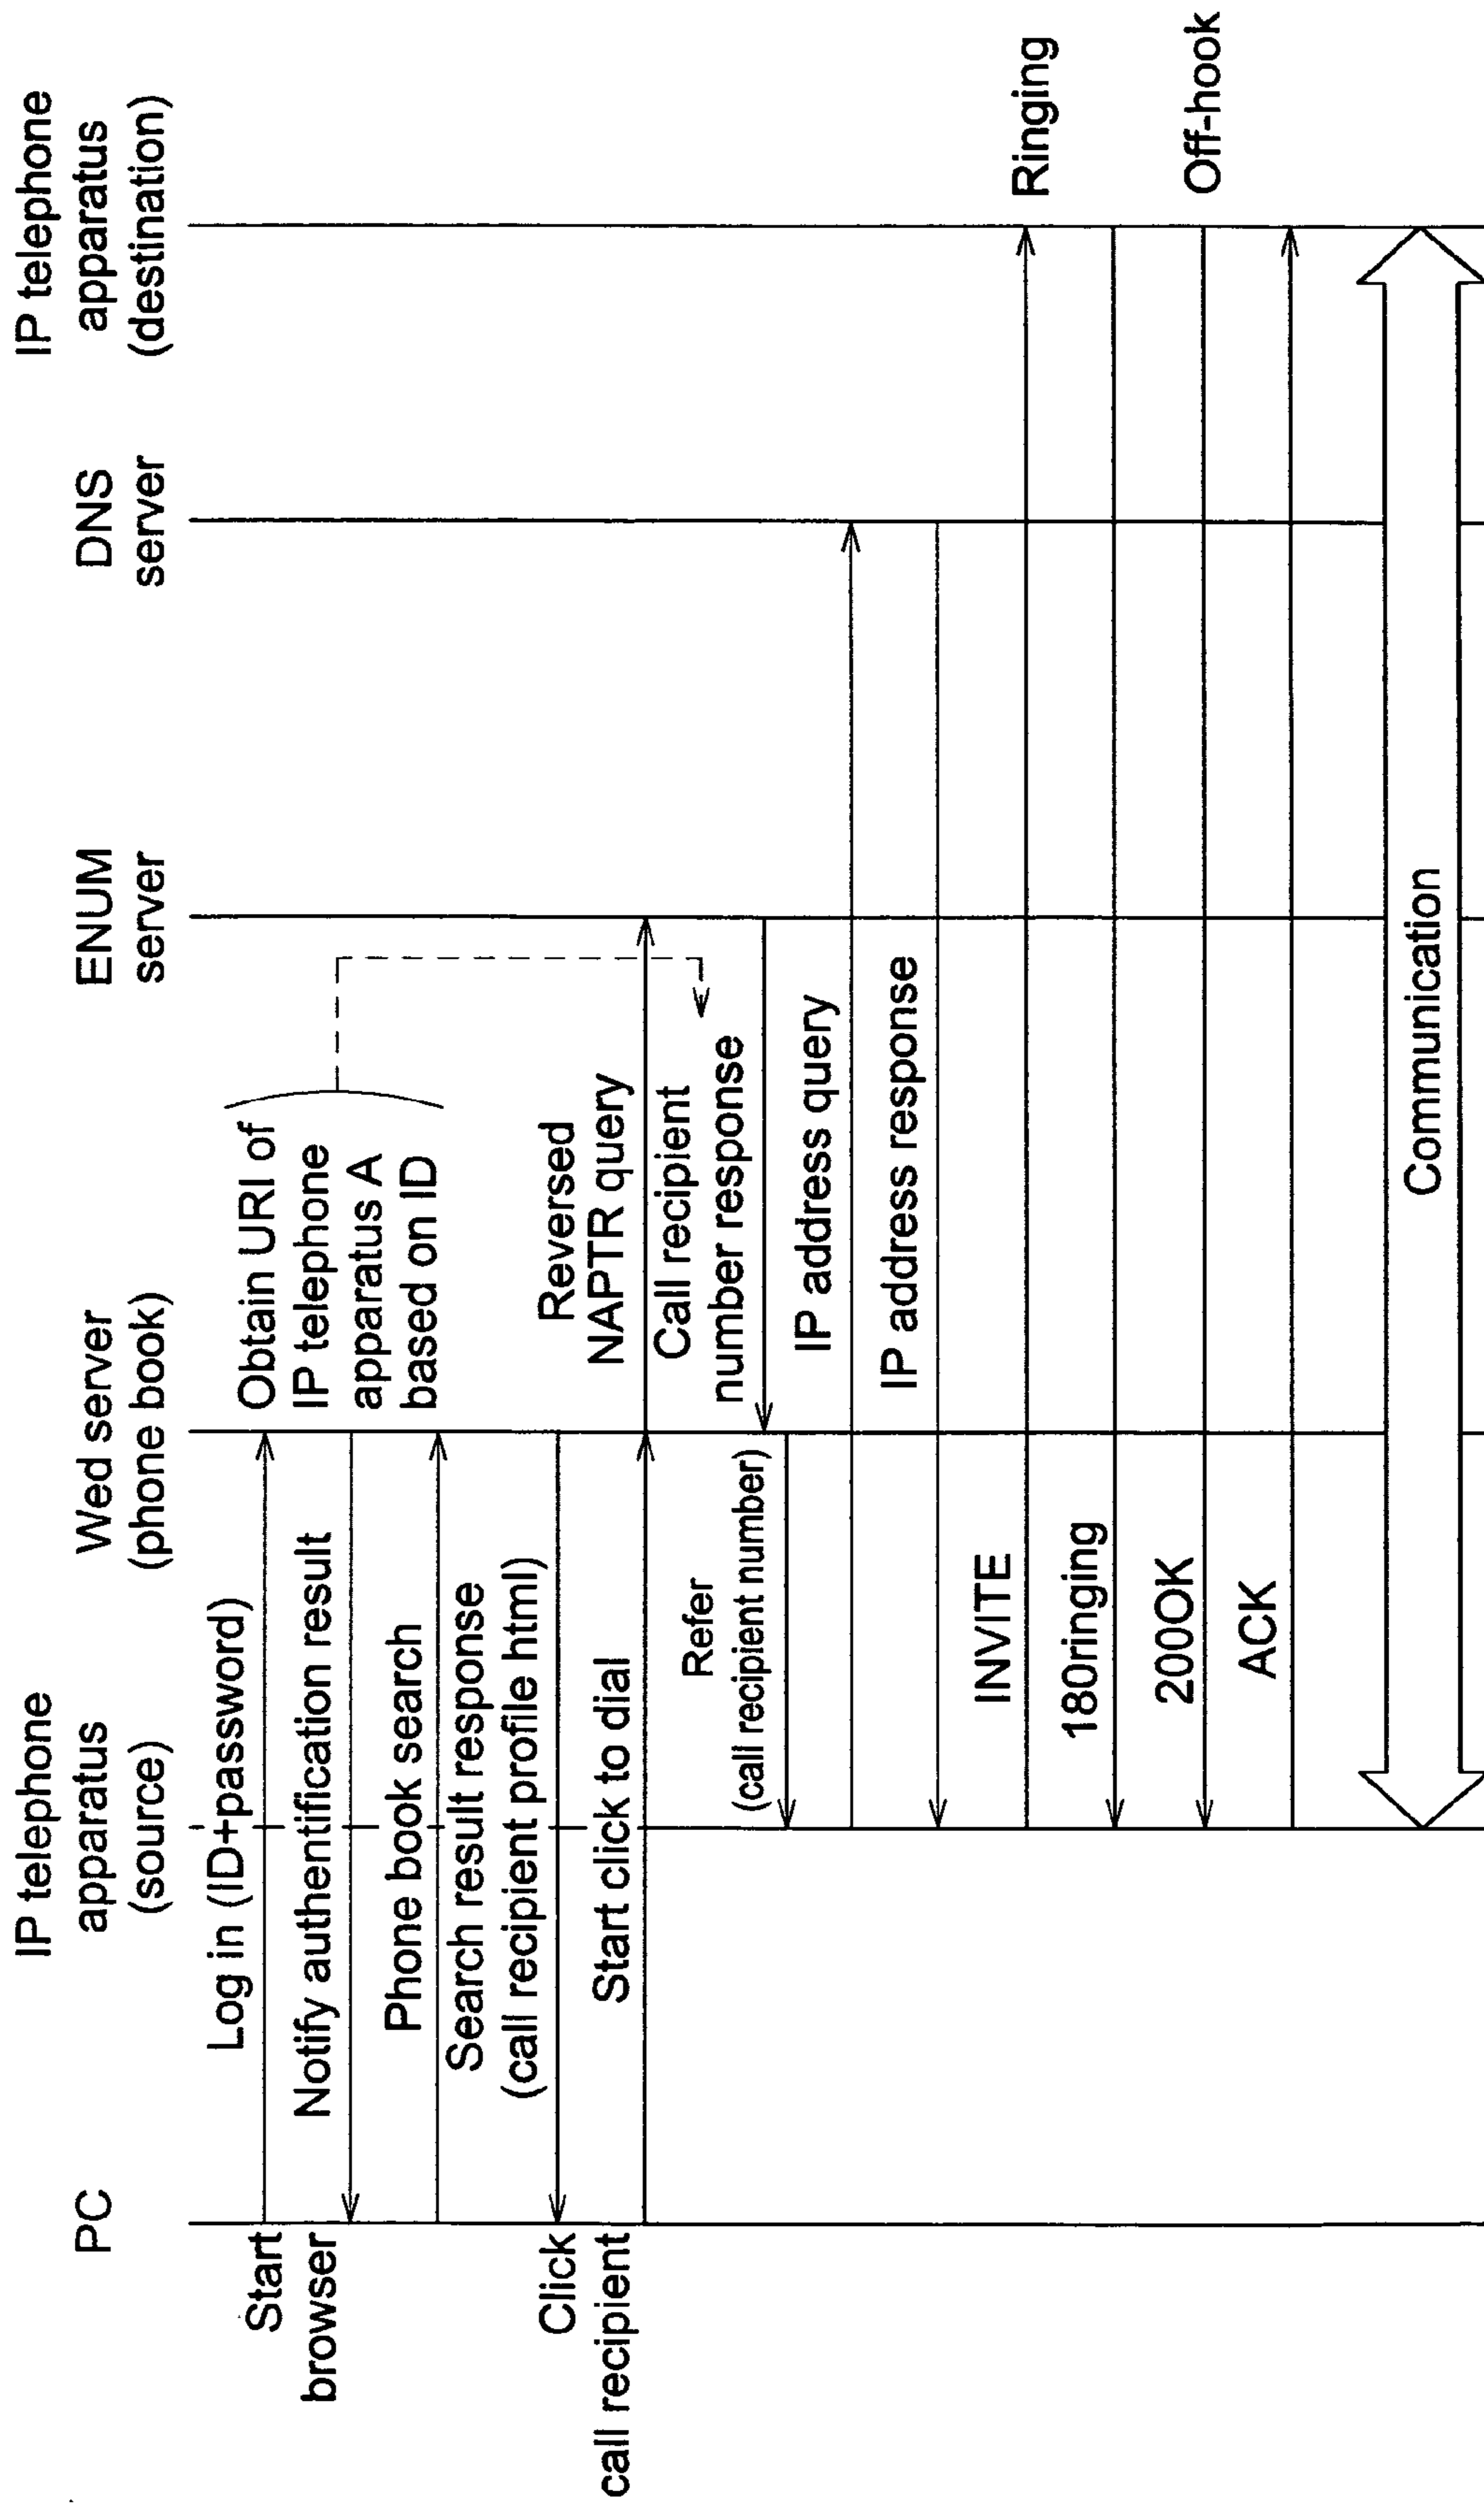 PC
IP telephone
apparatus
(source)
Wed server
(phone book)
ENUM
server
DNS
server
IP telephone
apparatus
(destination)
Start
browser
Log in (ID+password)
Obtain URI of
IP telephone
apparatus A
based on ID
Notify authentification result
Phone book search
Search result response
(call recipient profile html)
Click
call recipient
Start click to dial
Reversed
NAPTR query
Call recipient
number response
Refer
(call recipient number)
IP address query
IP address response
INVITE
Ringing
180ringing
200OK
Off-hook
ACK
Communication